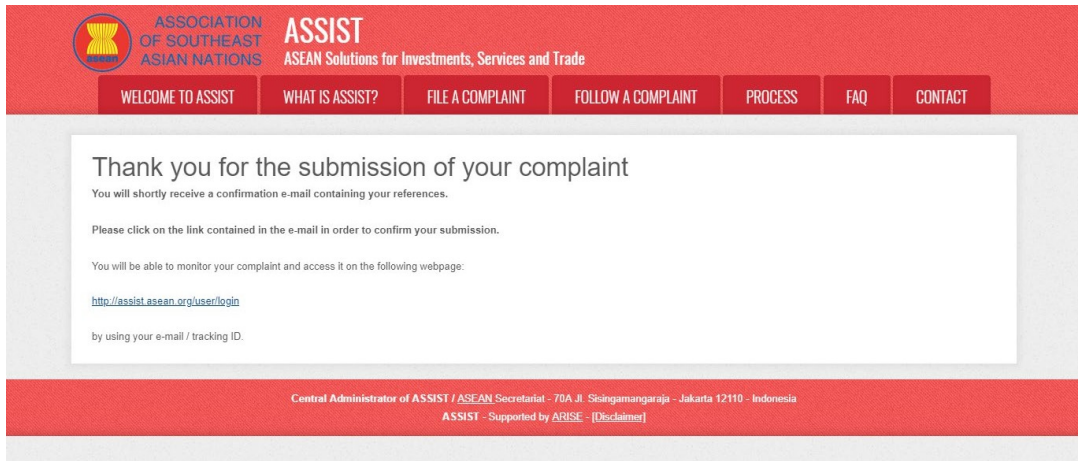 ASSOCIATION
OF SOUTHEAST
ASIAN NATIONS
asean
ASSIST
ASEAN Solutions for Investments, Services and Trade
WELCOME TO ASSIST WHAT IS ASSIST? FILE A COMPLAINT FOLLOW A COMPLAINT PROCESS FAQ CONTACT
Thank you for the submission of your complaint
You will shortly receive a confirmation e-mail containing your references.
Please click on the link contained in the e-mail in order to confirm your submission.
You will be able to monitor your complaint and access it on the following webpage:
http://assist.asean.org/user/login
by using your e-mail / tracking ID.
Central Administrator of ASSIST / ASEAN Secretariat - 70A Jl. Sisingamangaraja - Jakarta 12110 - Indonesia
ASSIST - Supported by ARISE - [Disclaimer]